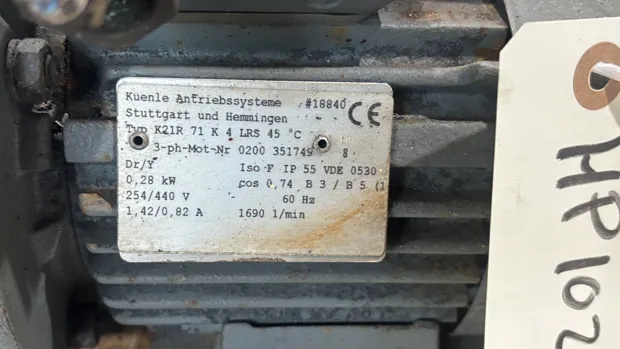 Kuenle Antriebssysteme #18840 CE
Stuttgart und Hemmingen
Typ K21R 71 K 4 LRS 45 °C
3-ph-Mot-Nr 0200 351749 8
Dr/Y Iso F IP 55 VDE 0530
0,28 kW cos 0,74 B 3 / B 5 (1
254/440 V 60 Hz
1,42/0,82 A 1690 1/min
HP102